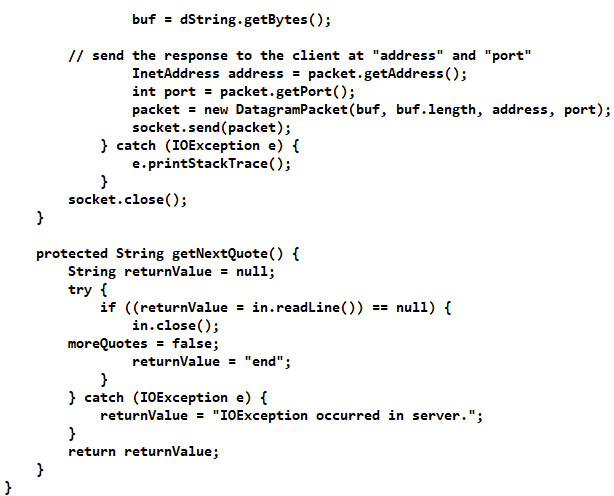 buf = dString.getBytes();

        // send the response to the client at "address" and "port"
                InetAddress address = packet.getAddress();
                int port = packet.getPort();
                packet = new DatagramPacket(buf, buf.length, address, port);
                socket.send(packet);
            } catch (IOException e) {
                e.printStackTrace();
            }
        socket.close();
    }

    protected String getNextQuote() {
        String returnValue = null;
        try {
            if ((returnValue = in.readLine()) == null) {
                in.close();
        moreQuotes = false;
                returnValue = "end";
            }
        } catch (IOException e) {
            returnValue = "IOException occurred in server.";
        }
        return returnValue;
    }
}